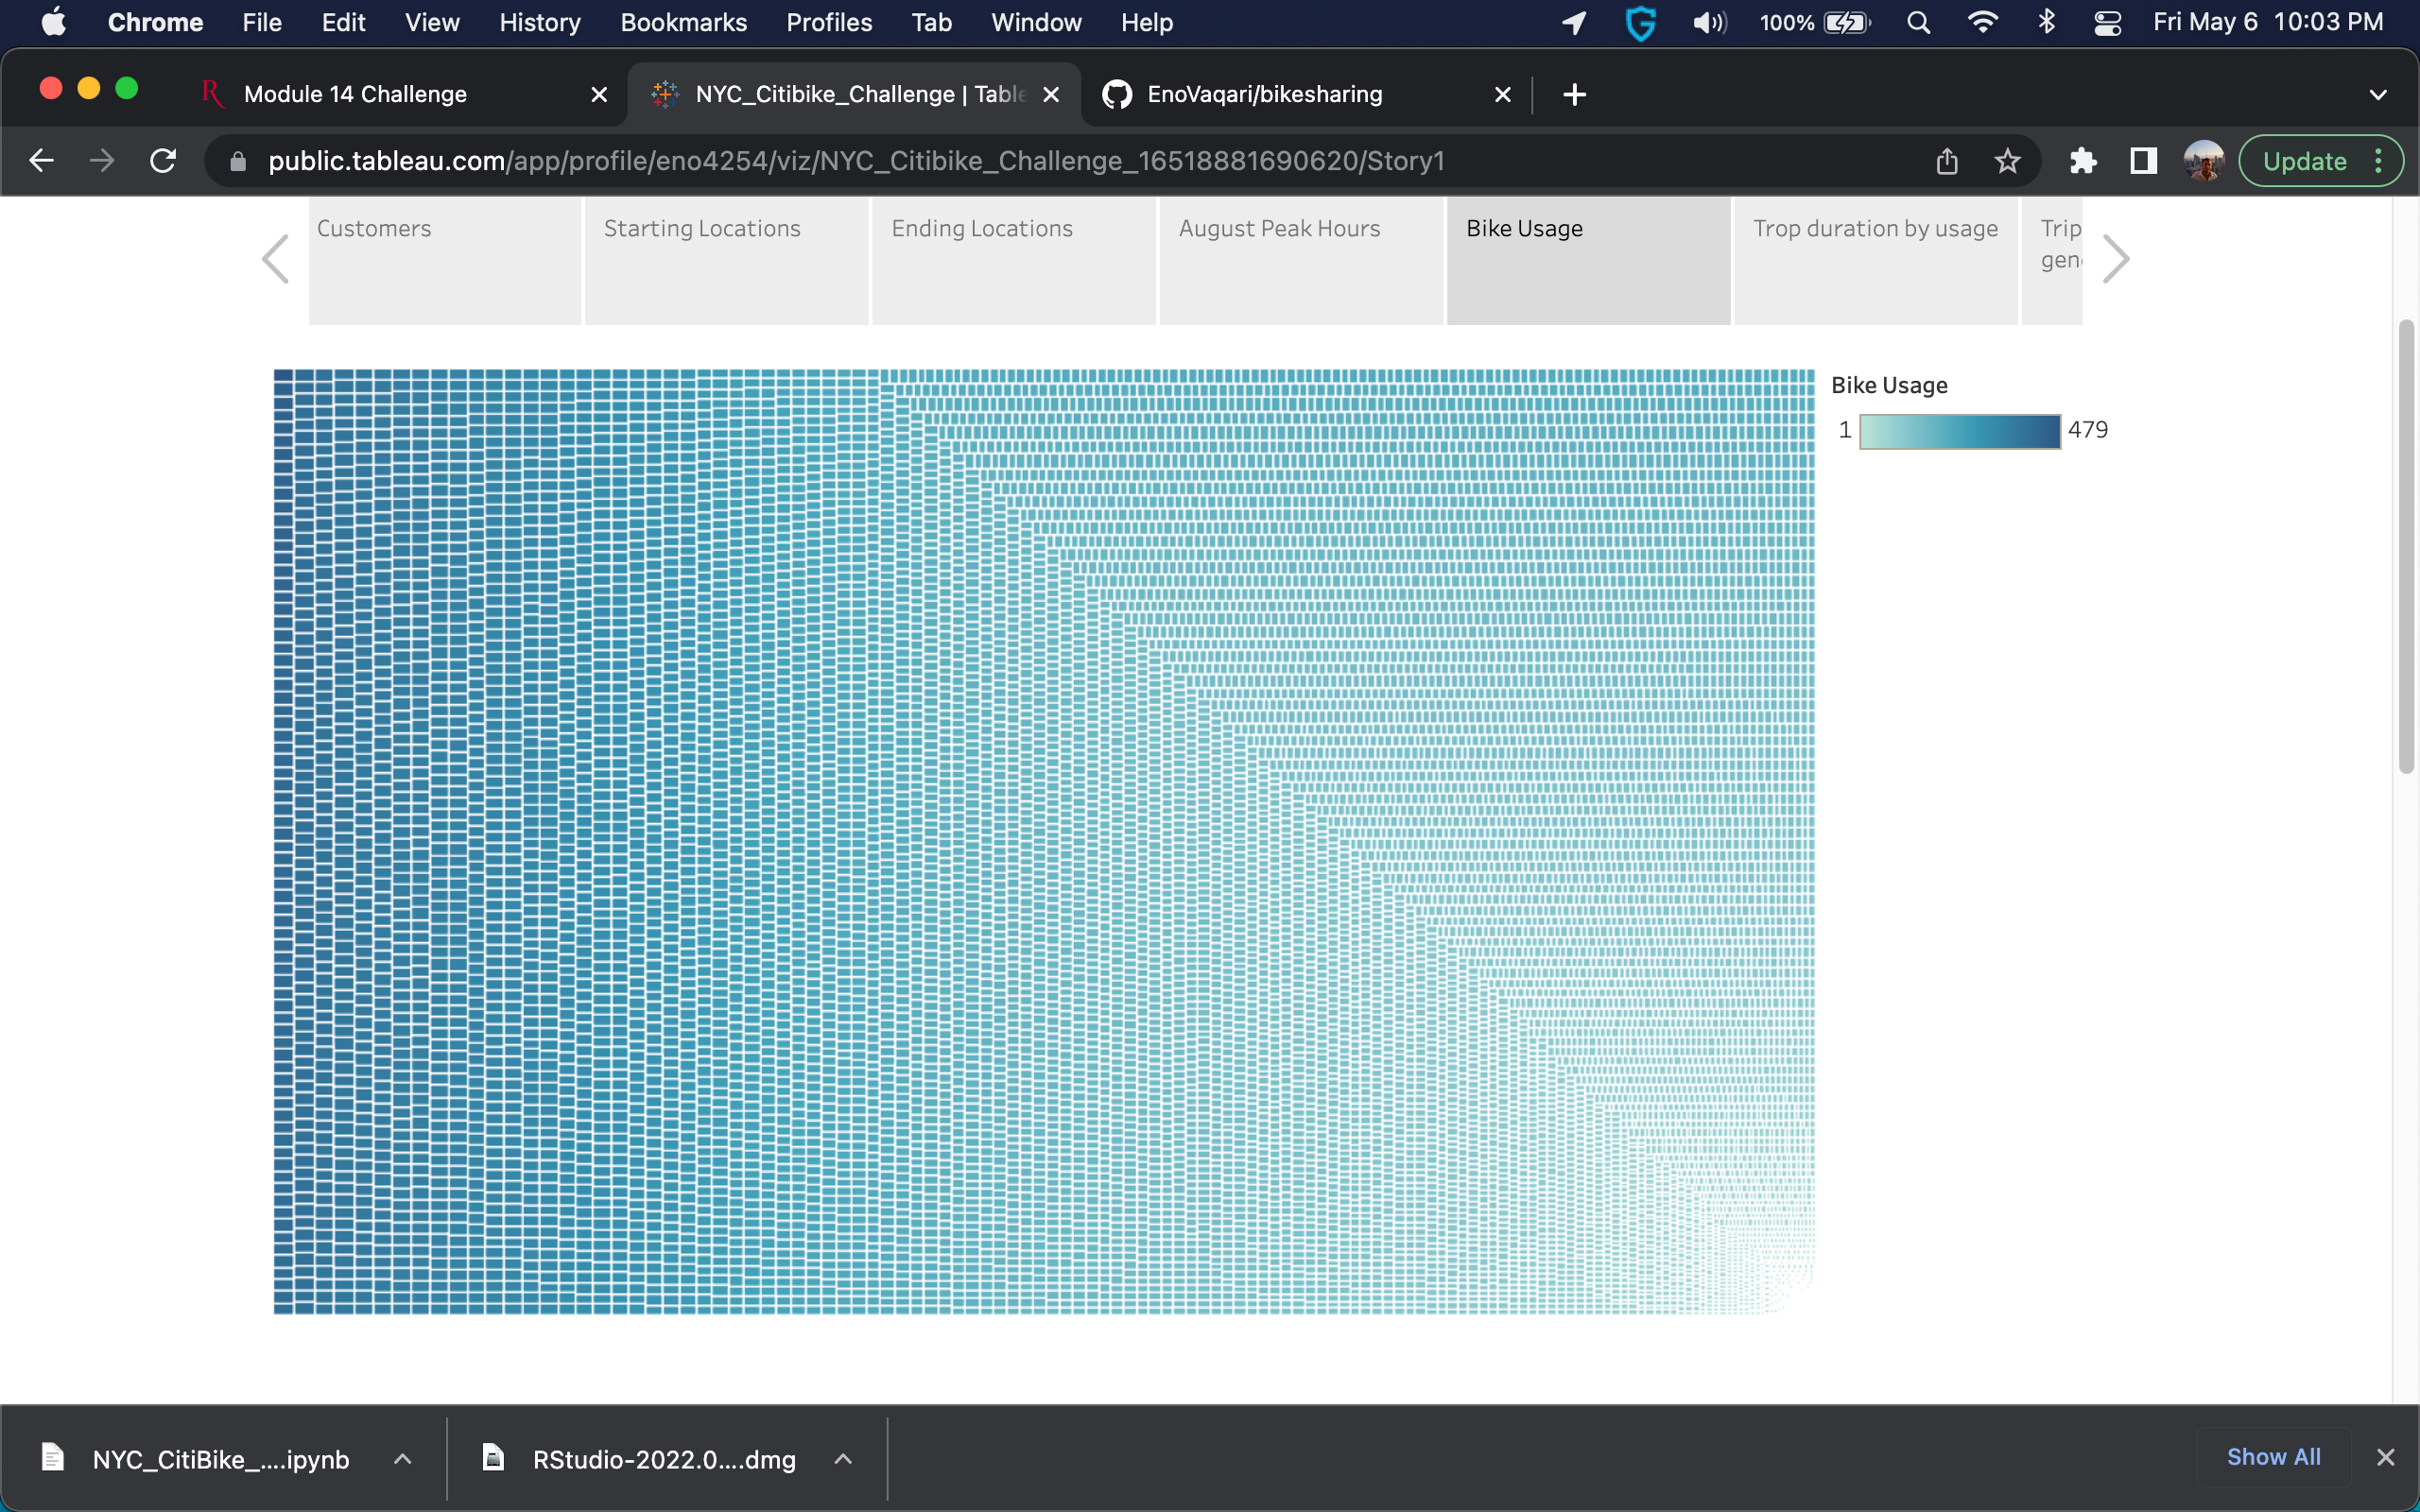 Chrome File Edit View History Bookmarks Profiles Tab Window Help 100% Fri May 6 10:03 PM
Module 14 Challenge NYC_Citibike_Challenge | Table EnoVaqari/bikesharing
public.tableau.com/app/profile/eno4254/viz/NYC_Citibike_Challenge_16518881690620/Story1 Update
Customers Starting Locations Ending Locations August Peak Hours Bike Usage Trop duration by usage Trip
gen
Bike Usage
1 479
NYC_CitiBike_....ipynb RStudio-2022.0....dmg Show All